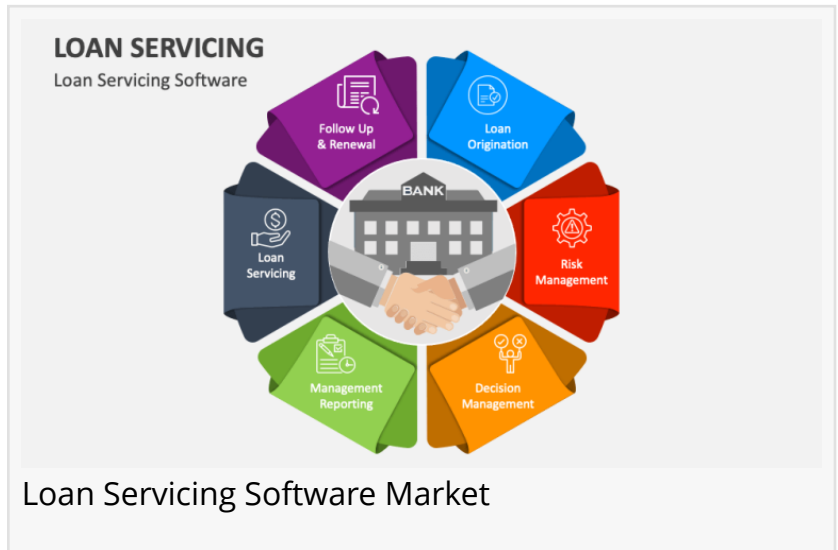 LOAN SERVICING
Loan Servicing Software
Follow Up
& Renewal
Loan
Origination
BANK
Loan
Servicing
Risk
Management
Management
Reporting
Decision
Management
Loan Servicing Software Market